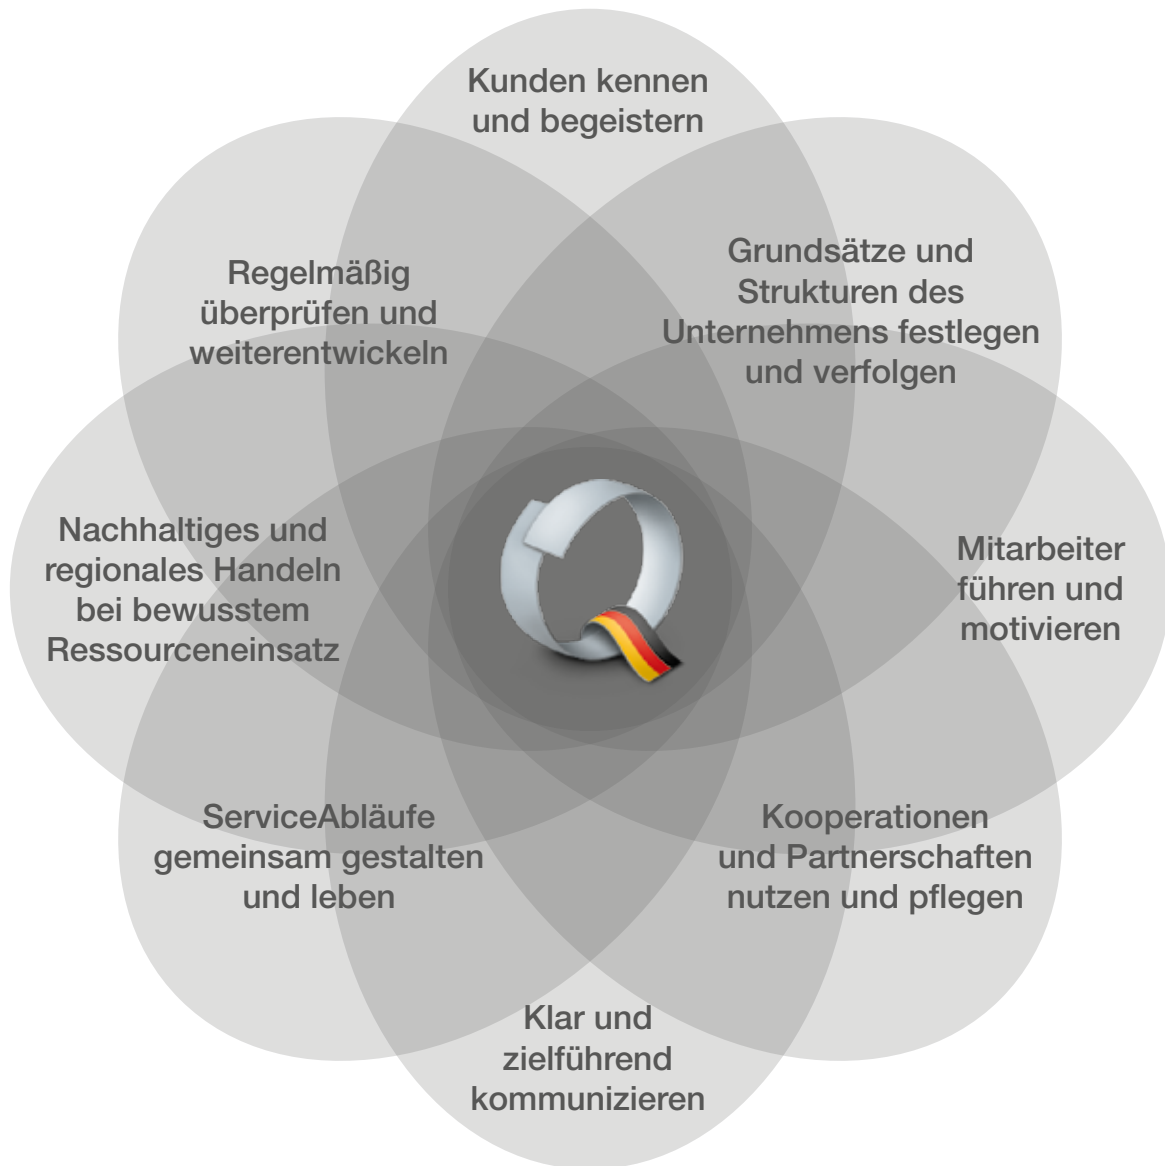 Kunden kennen
und begeistern
Grundsätze und
Strukturen des
Unternehmens festlegen
und verfolgen
Mitarbeiter
führen und
motivieren
Kooperationen
und Partnerschaften
nutzen und pflegen
Klar und
zielführend
kommunizieren
ServiceAbläufe
gemeinsam gestalten
und leben
Nachhaltiges und
regionales Handeln
bei bewusstem
Ressourceneinsatz
Regelmäßig
überprüfen und
weiterentwickeln